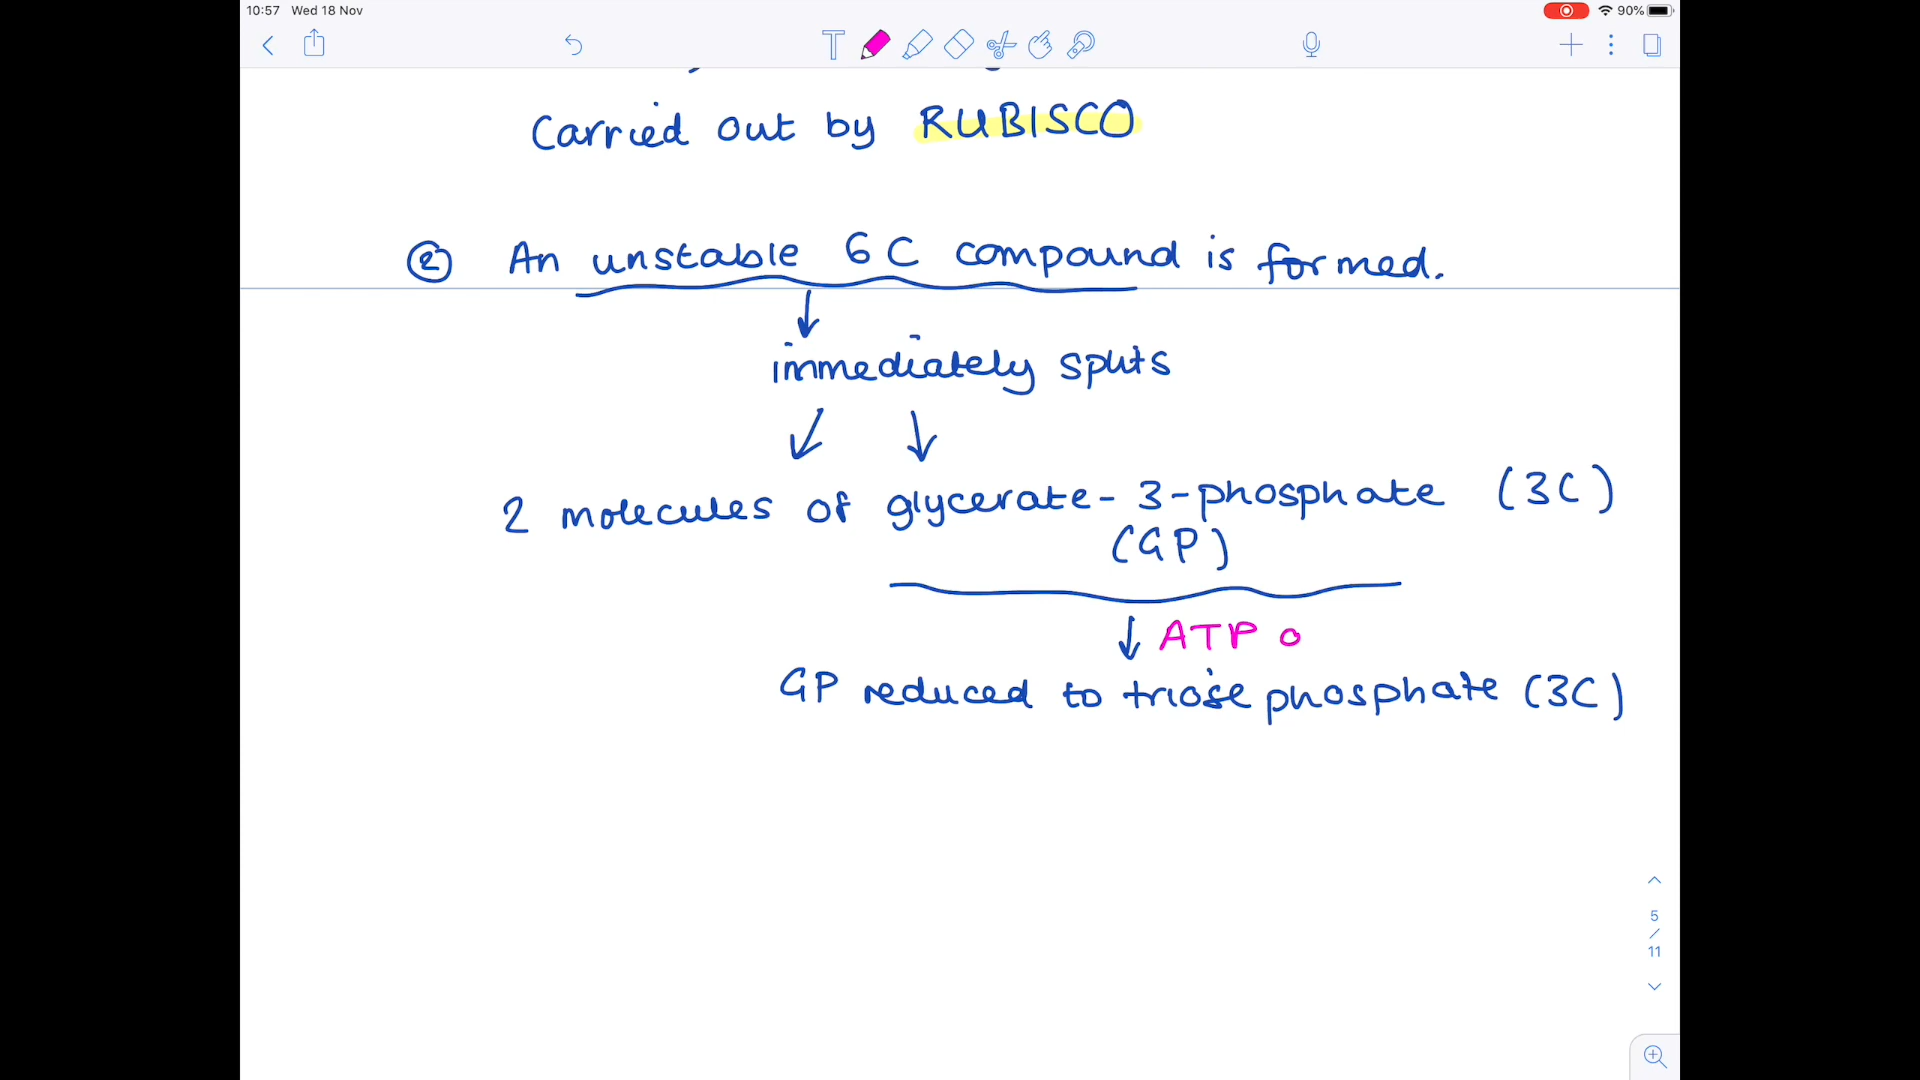 10:57 Wed 18 Nov
90%
T
Carried out by RUBISCO
② An unstable 6C compound is formed.
↓
immediately splits
↓ ↓
2 molecules of glycerate-3-phosphate (3C)
(GP)
↓ ATP o
GP reduced to triose phosphate (3C)
5
/
11